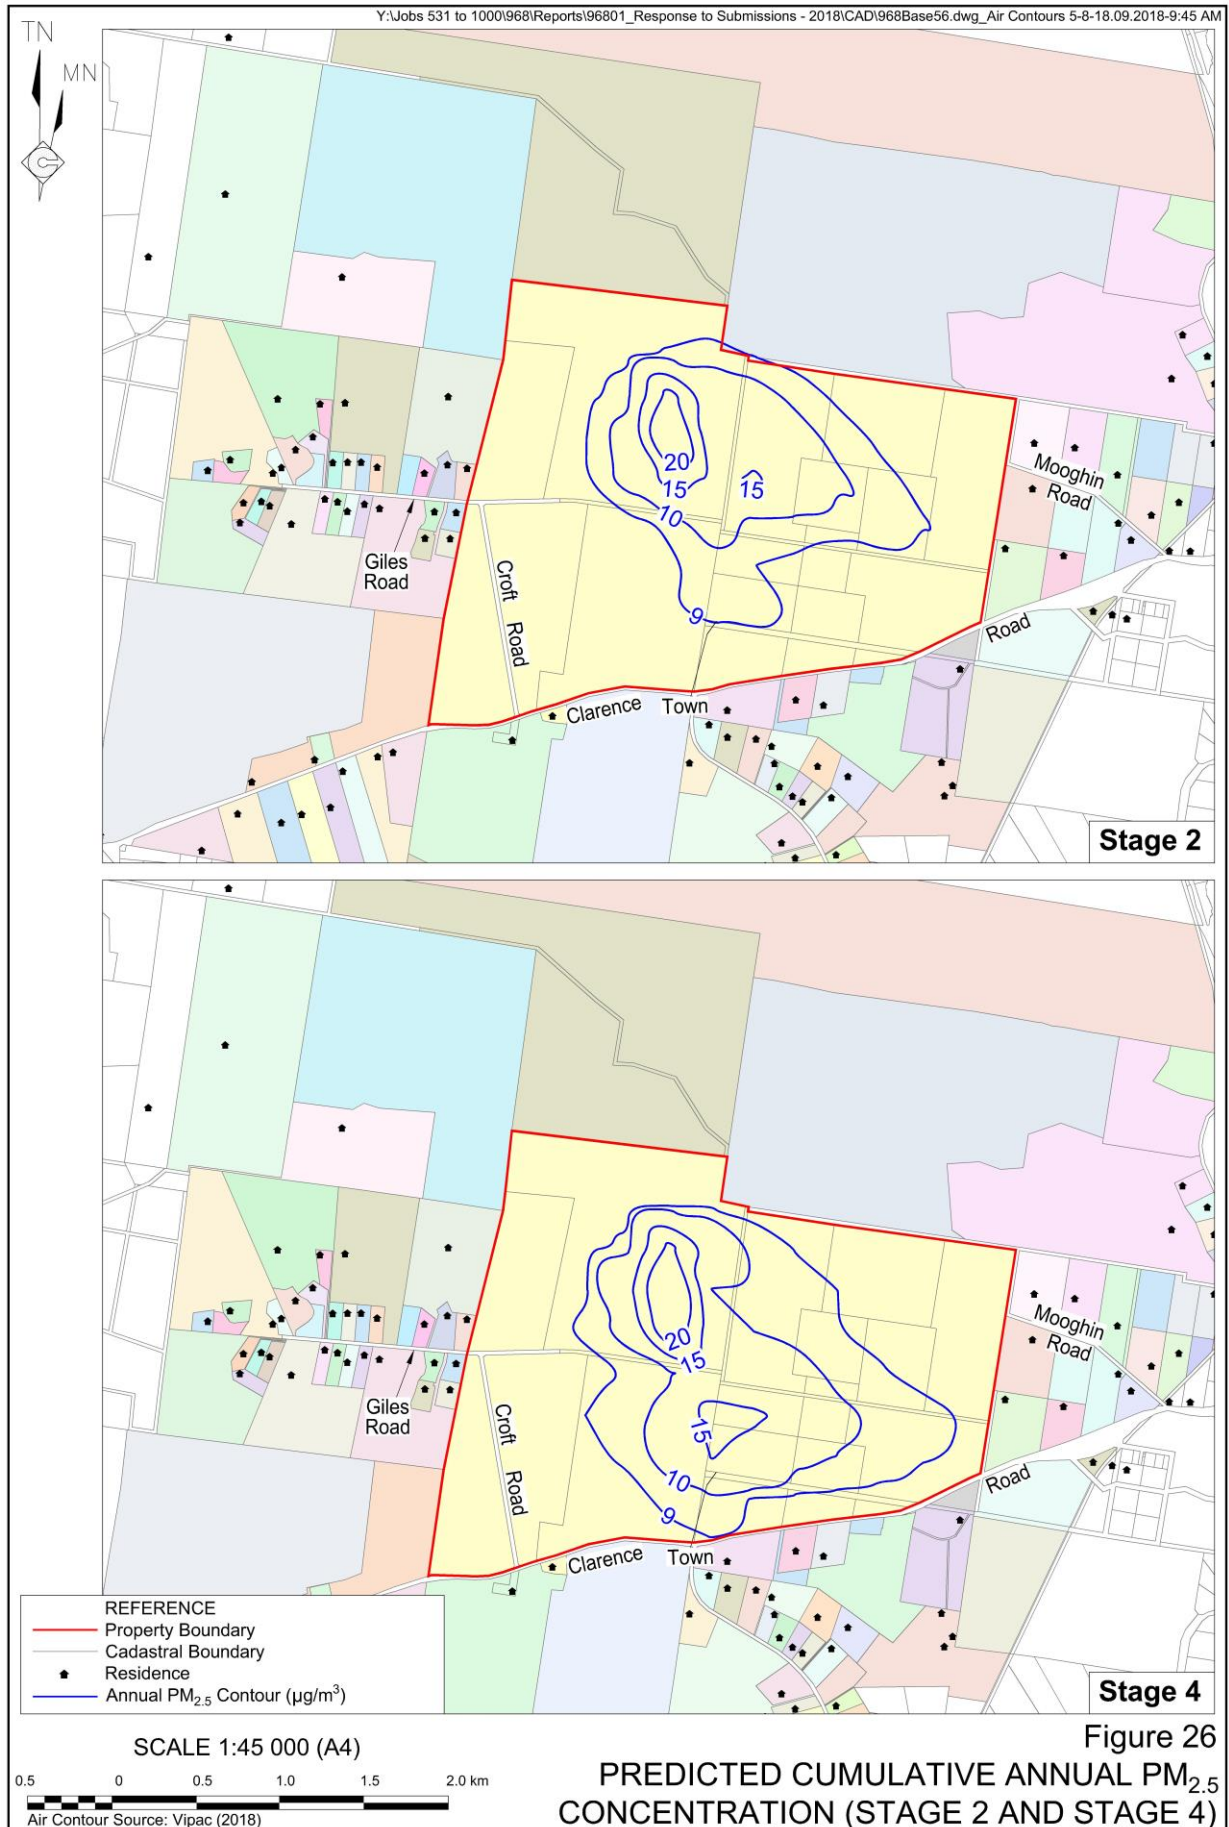 Y:\Jobs 531 to 1000\968\Reports\96801_Response to Submissions - 2018\CAD\968Base56.dwg_Air Contours 5-8-18.09.2018-9:45 AM
TN
MN
20
15
15
10
9
Mooghin
Road
Giles
Road
Croft
Road
Road
Clarence
Town
Stage 2
20
15
15
10
9
Mooghin
Road
Giles
Road
Croft
Road
Road
Clarence
Town
Stage 4
REFERENCE
Property Boundary
Cadastral Boundary
Residence
Annual PM2.5 Contour (µg/m³)
SCALE 1:45 000 (A4)
0.5 0 0.5 1.0 1.5 2.0 km
Air Contour Source: Vipac (2018)
Figure 26
PREDICTED CUMULATIVE ANNUAL PM2.5
CONCENTRATION (STAGE 2 AND STAGE 4)